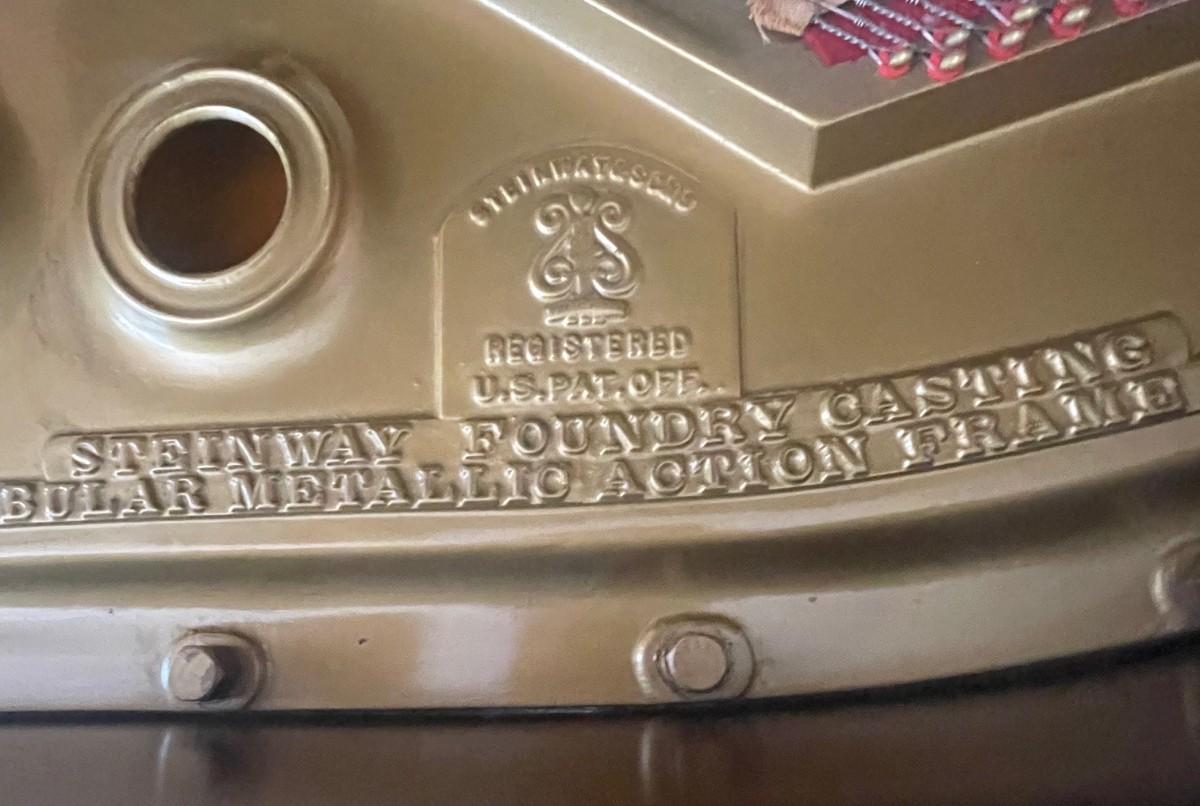 STEINWAY & SONS
REGISTERED
U.S. PAT. OFF.
STEINWAY FOUNDRY CASTING
BULAR METALLIC ACTION FRAME